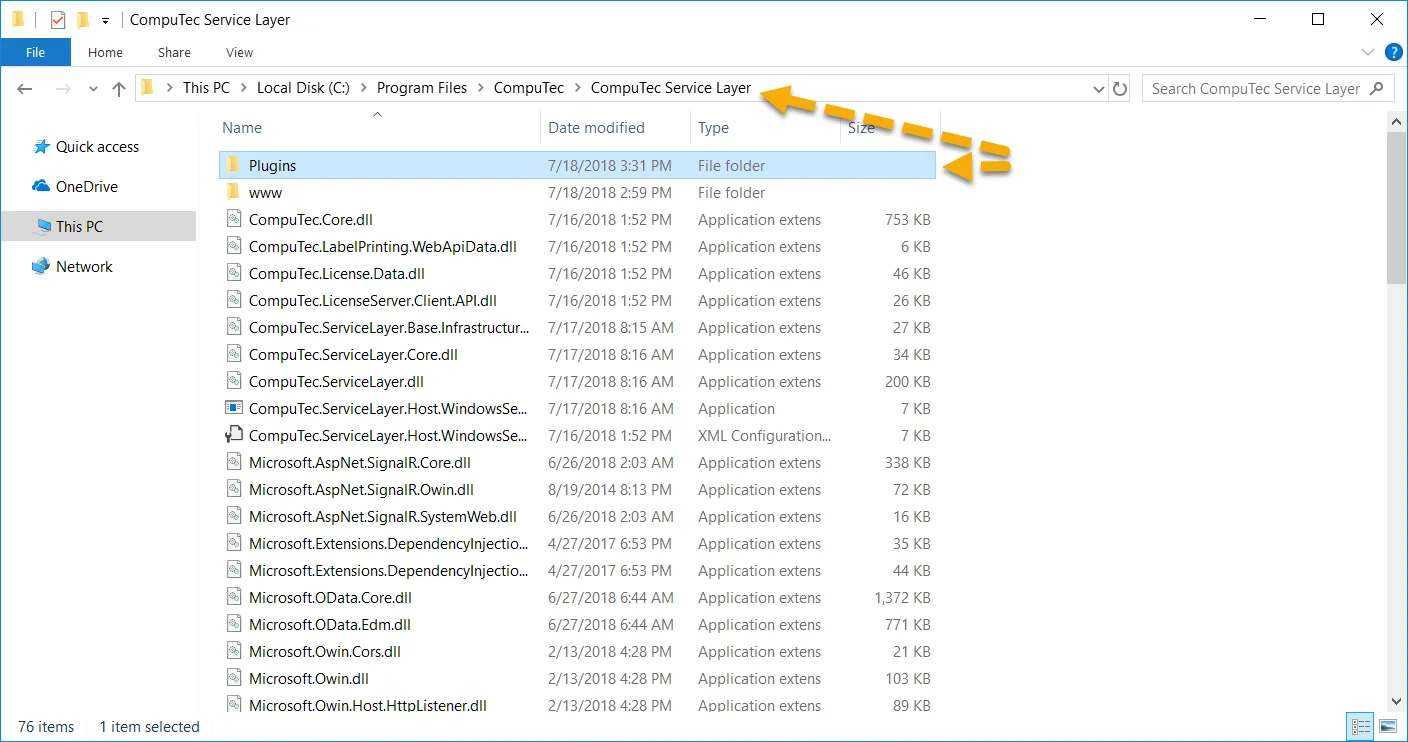 CompuTec Service Layer
File Home Share View
This PC Local Disk (C:) Program Files CompuTec CompuTec Service Layer Search CompuTec Service Layer
Quick access
OneDrive
This PC
Network
Name Date modified Type Size
Plugins 7/18/2018 3:31 PM File folder
www 7/18/2018 2:59 PM File folder
CompuTec.Core.dll 7/16/2018 1:52 PM Application extens 753 KB
CompuTec.LabelPrinting.WebApiData.dll 7/16/2018 1:52 PM Application extens 6 KB
CompuTec.License.Data.dll 7/16/2018 1:52 PM Application extens 46 KB
CompuTec.LicenseServer.Client.API.dll 7/16/2018 1:52 PM Application extens 26 KB
CompuTec.ServiceLayer.Base.Infrastructur... 7/17/2018 8:15 AM Application extens 27 KB
CompuTec.ServiceLayer.Core.dll 7/17/2018 8:16 AM Application extens 34 KB
CompuTec.ServiceLayer.dll 7/17/2018 8:16 AM Application extens 200 KB
CompuTec.ServiceLayer.Host.WindowsSe... 7/17/2018 8:16 AM Application 7 KB
CompuTec.ServiceLayer.Host.WindowsSe... 7/16/2018 1:52 PM XML Configuration... 7 KB
Microsoft.AspNet.SignalR.Core.dll 6/26/2018 2:03 AM Application extens 338 KB
Microsoft.AspNet.SignalR.Owin.dll 8/19/2014 8:13 PM Application extens 72 KB
Microsoft.AspNet.SignalR.SystemWeb.dll 6/26/2018 2:03 AM Application extens 16 KB
Microsoft.Extensions.DependencyInjectio... 4/27/2017 6:53 PM Application extens 35 KB
Microsoft.Extensions.DependencyInjectio... 4/27/2017 6:53 PM Application extens 44 KB
Microsoft.OData.Core.dll 6/27/2018 6:44 AM Application extens 1,372 KB
Microsoft.OData.Edm.dll 6/27/2018 6:44 AM Application extens 771 KB
Microsoft.Owin.Cors.dll 2/13/2018 4:28 PM Application extens 21 KB
Microsoft.Owin.dll 2/13/2018 4:28 PM Application extens 103 KB
Microsoft.Owin.Host.HttpListener.dll 2/13/2018 4:28 PM Application extens 89 KB
76 items 1 item selected